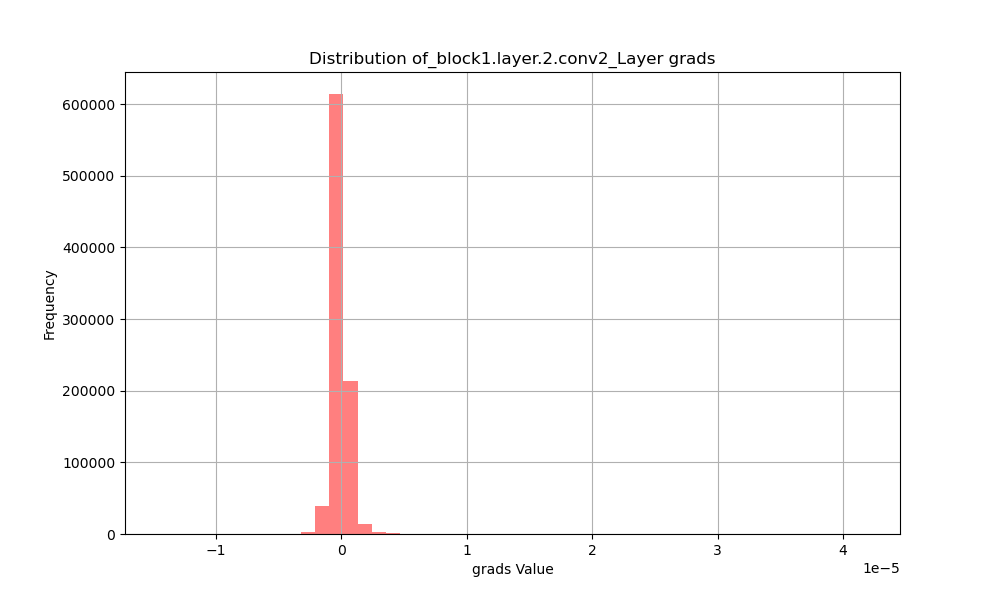 Distribution of_block1.layer.2.conv2_Layer grads
600000
500000
400000
300000
200000
100000
0
Frequency
−1 0 1 2 3 4
1e−5
grads Value